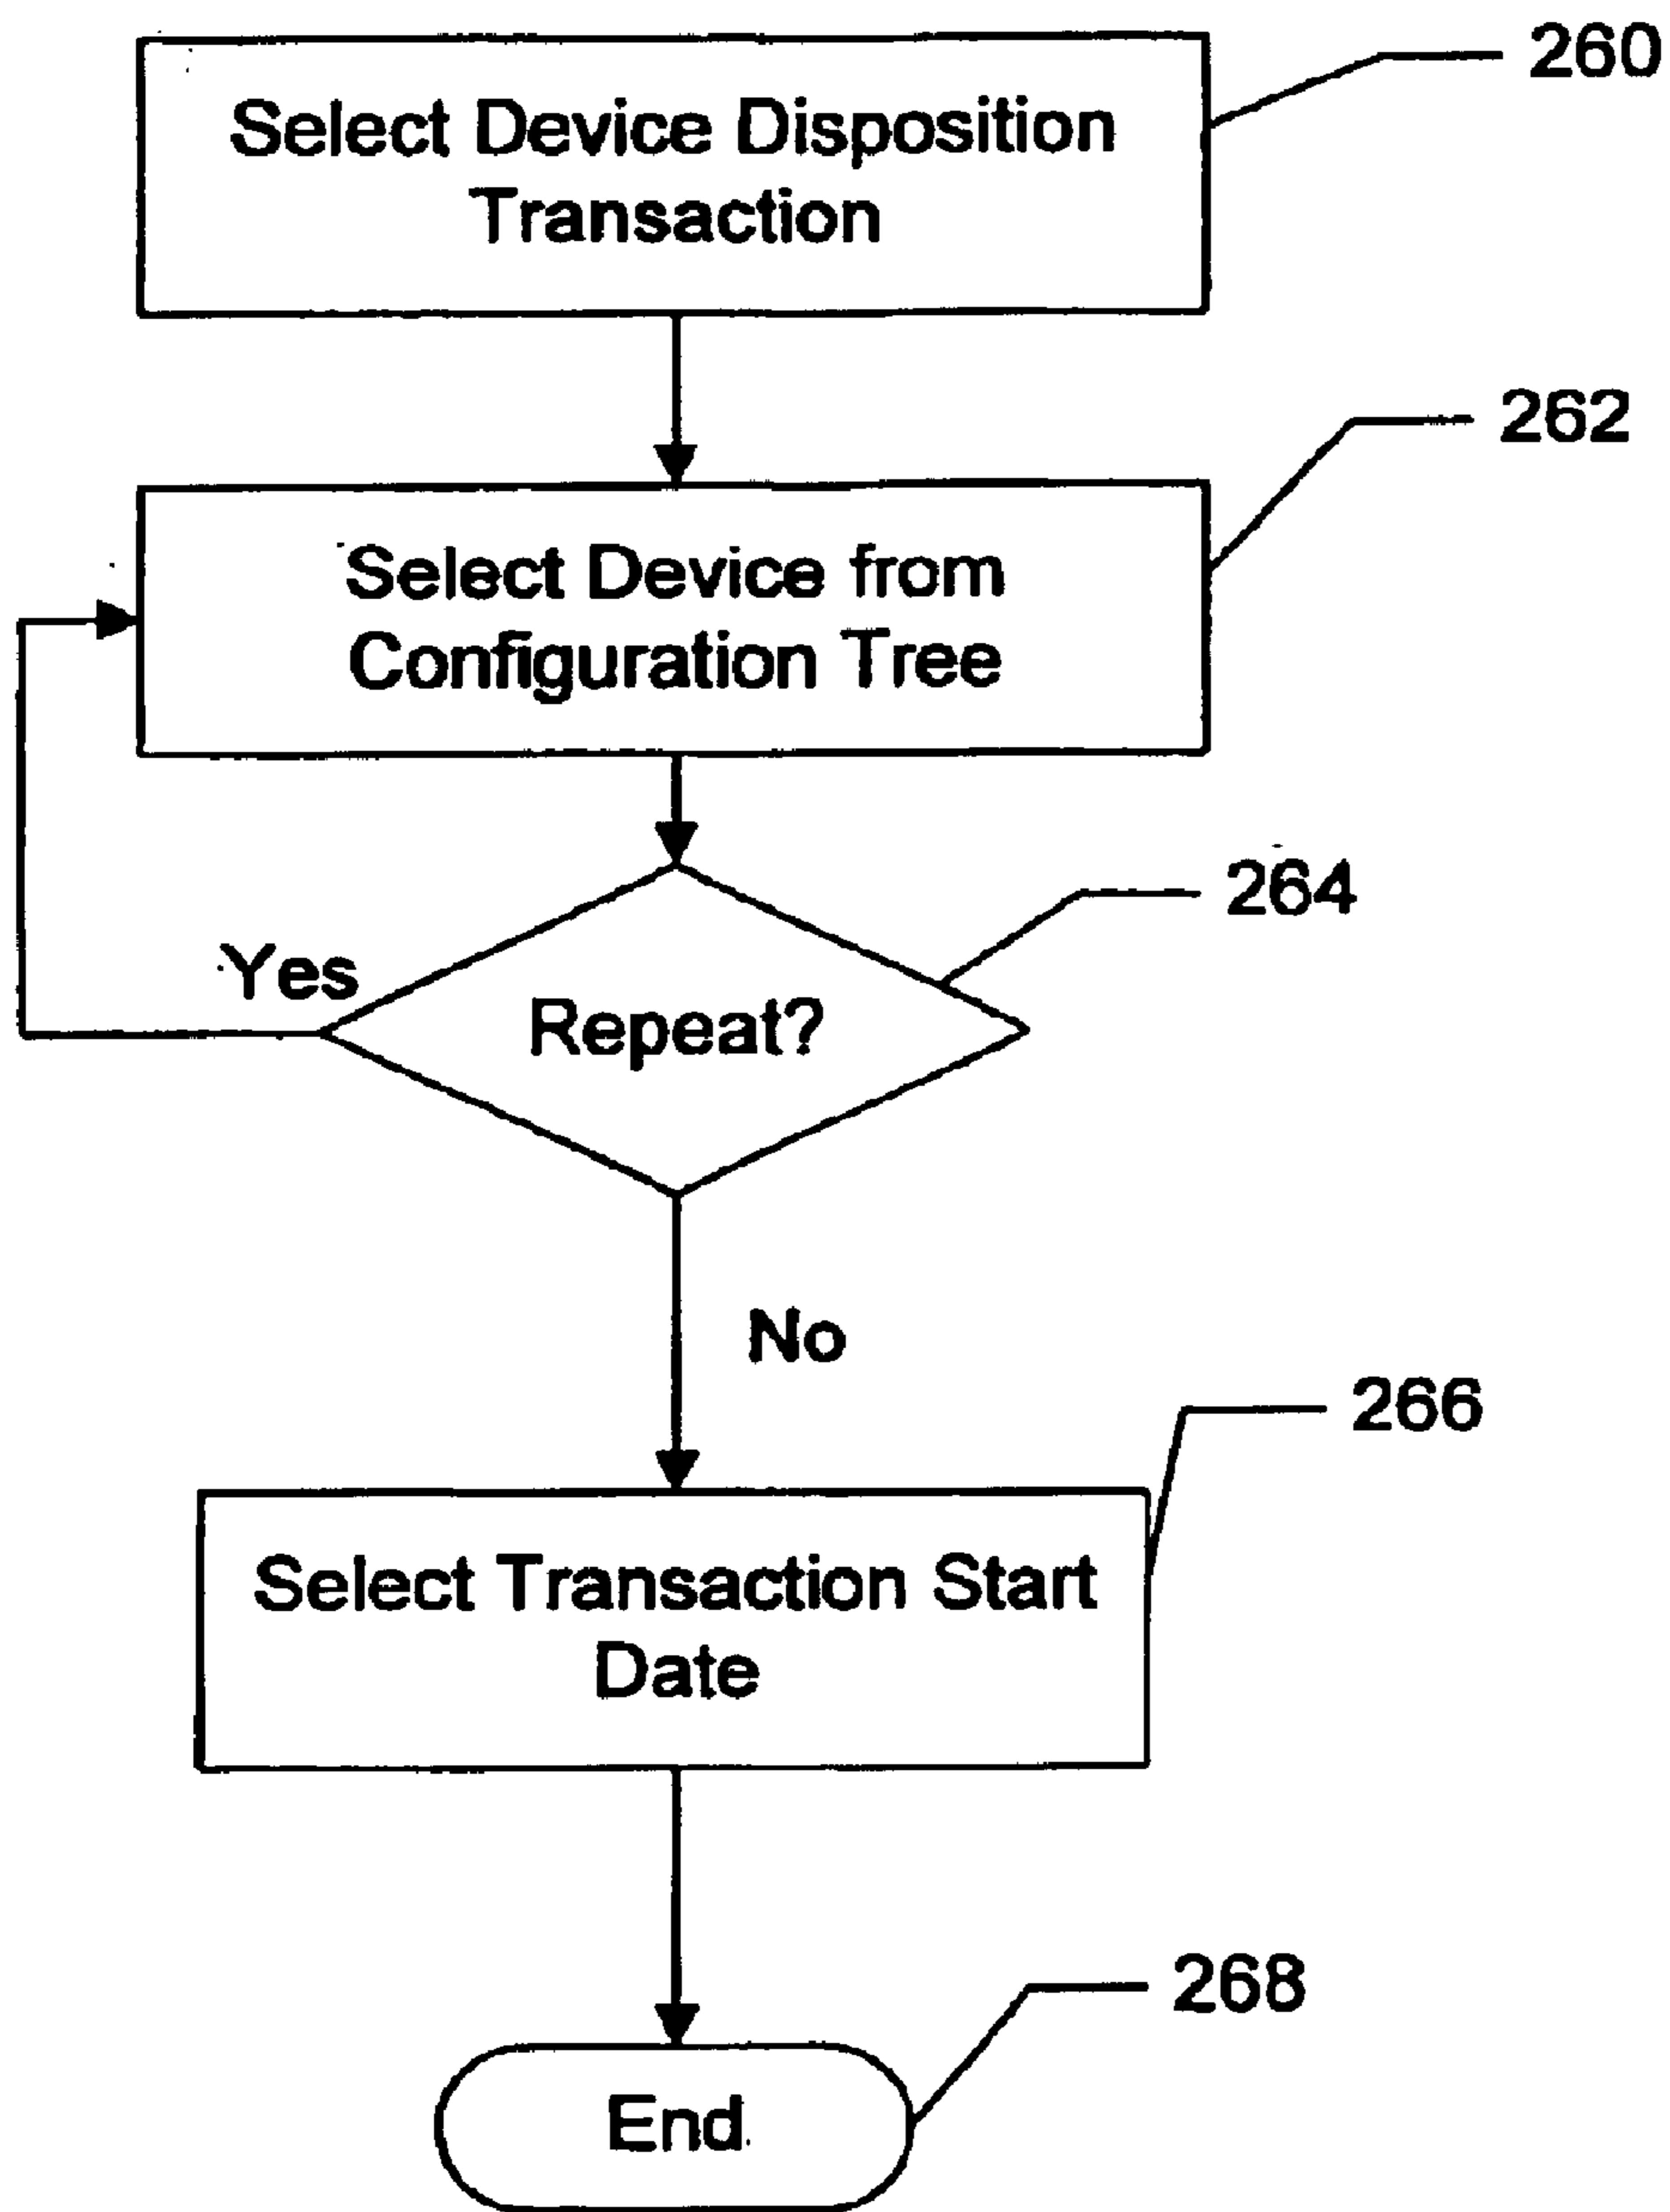 260
Select Device Disposition
Transaction
262
Select Device from
Configuration Tree
264
Yes
Repeat?
No
266
Select Transaction Start
Date
268
End